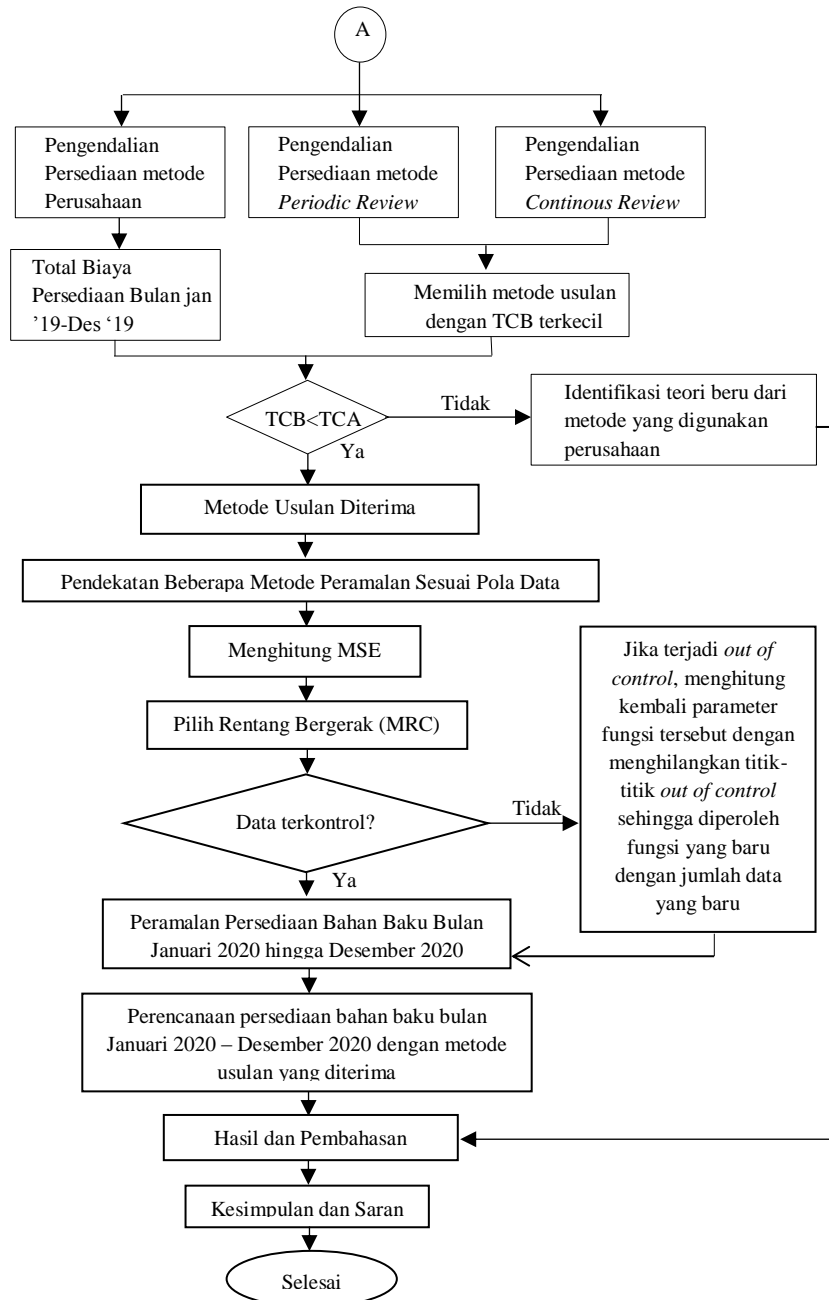 A
Pengendalian
Persediaan metode
Perusahaan
Pengendalian
Persediaan metode
Periodic Review
Pengendalian
Persediaan metode
Continous Review
Total Biaya
Persediaan Bulan jan
’19-Des ‘19
Memilih metode usulan
dengan TCB terkecil
TCB<TCA
Tidak
Identifikasi teori beru dari
metode yang digunakan
perusahaan
Ya
Metode Usulan Diterima
Pendekatan Beberapa Metode Peramalan Sesuai Pola Data
Menghitung MSE
Pilih Rentang Bergerak (MRC)
Data terkontrol?
Tidak
Jika terjadi out of
control, menghitung
kembali parameter
fungsi tersebut dengan
menghilangkan titik-
titik out of control
sehingga diperoleh
fungsi yang baru
dengan jumlah data
yang baru
Ya
Peramalan Persediaan Bahan Baku Bulan
Januari 2020 hingga Desember 2020
Perencanaan persediaan bahan baku bulan
Januari 2020 – Desember 2020 dengan metode
usulan yang diterima
Hasil dan Pembahasan
Kesimpulan dan Saran
Selesai